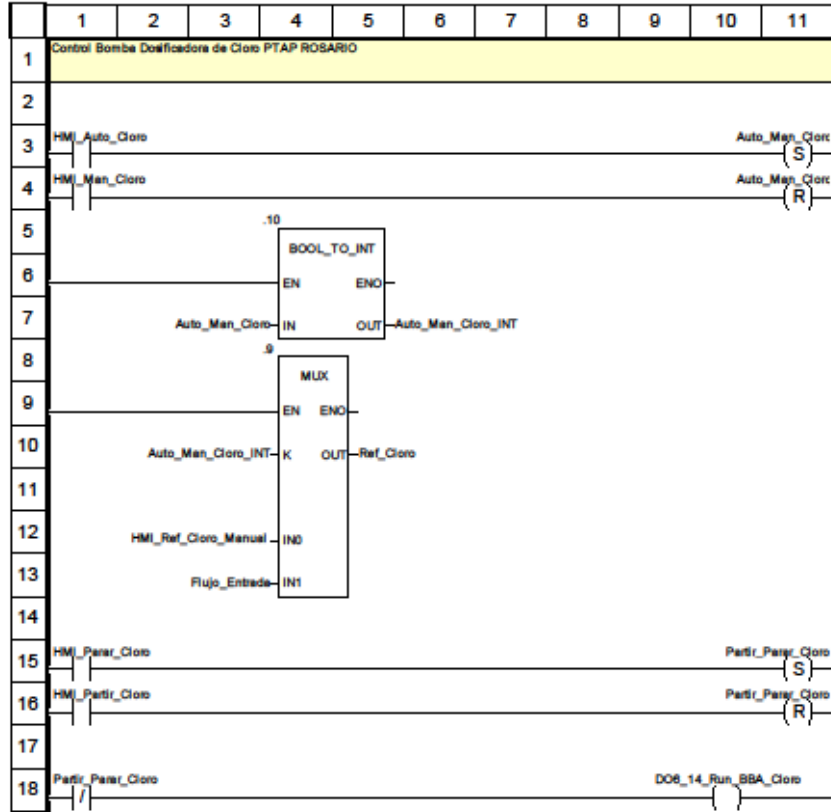 1 2 3 4 5 6 7 8 9 10 11
1 Control Bomba Dosificadora de Cloro PTAP ROSARIO
2
3 HMI_Auto_Cloro Auto_Man_Cloro
(S)
4 HMI_Man_Cloro Auto_Man_Cloro
(R)
5 .10
BOOL_TO_INT
6 EN ENO
7 Auto_Man_Cloro IN OUT Auto_Man_Cloro_INT
8 .9
MUX
9 EN ENO
10 Auto_Man_Cloro_INT K OUT Ref_Cloro
11
12 HMI_Ref_Cloro_Manual IN0
13 Flujo_Entrada IN1
14
15 HMI_Parar_Cloro Partir_Parar_Cloro
(S)
16 HMI_Partir_Cloro Partir_Parar_Cloro
(R)
17
18 Partir_Parar_Cloro DO6_14_Run_BBA_Cloro
/ ( )